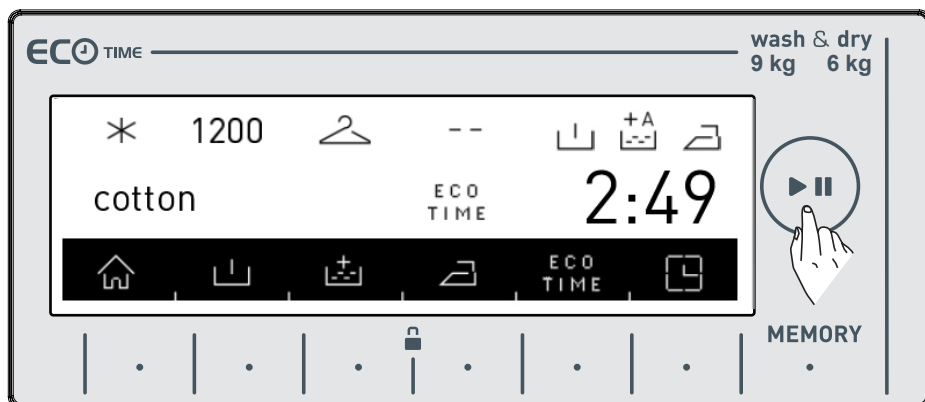 ECO TIME
wash & dry
9 kg 6 kg
1200 -- +A
cotton
ECO
TIME
2:49
ECO
TIME
MEMORY